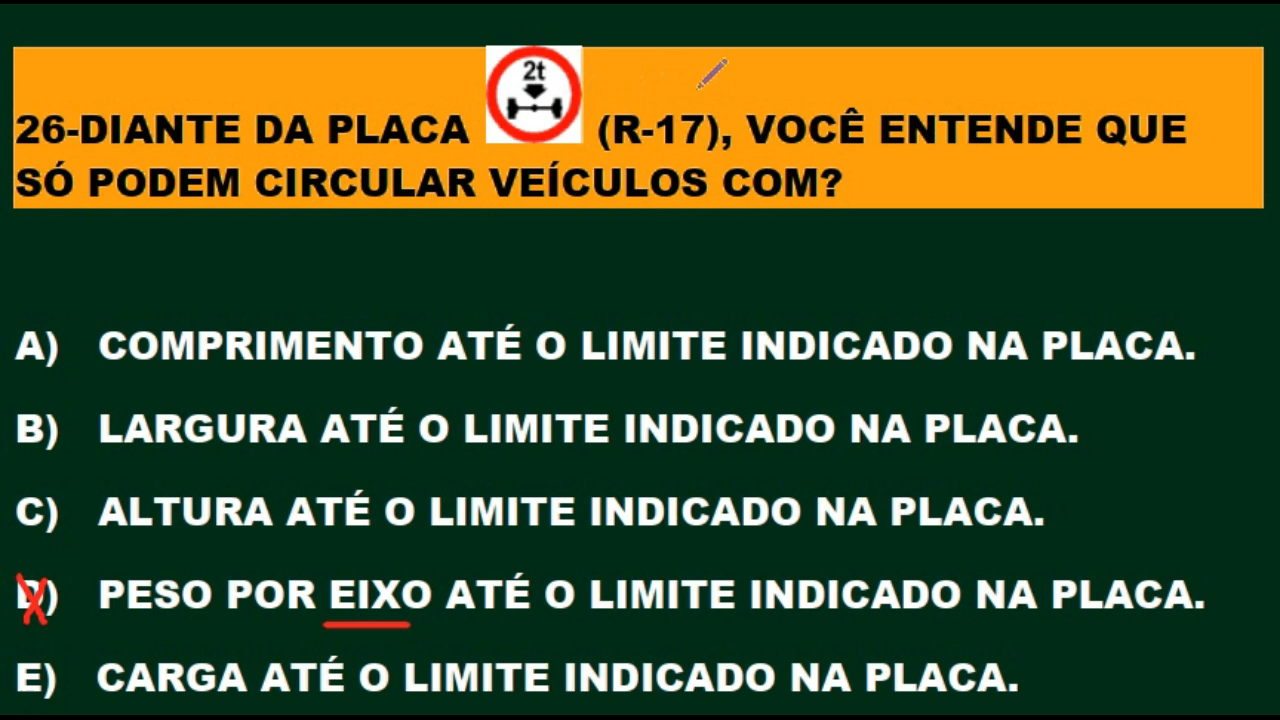 2t
26-DIANTE DA PLACA (R-17), VOCÊ ENTENDE QUE
SÓ PODEM CIRCULAR VEÍCULOS COM?
A) COMPRIMENTO ATÉ O LIMITE INDICADO NA PLACA.
B) LARGURA ATÉ O LIMITE INDICADO NA PLACA.
C) ALTURA ATÉ O LIMITE INDICADO NA PLACA.
D) PESO POR EIXO ATÉ O LIMITE INDICADO NA PLACA.
E) CARGA ATÉ O LIMITE INDICADO NA PLACA.